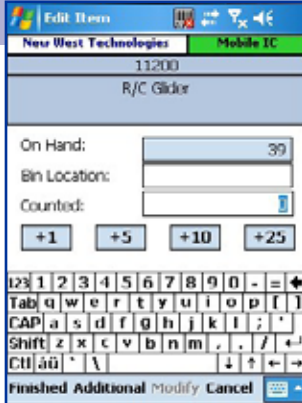 Edit Item
New West Technologies Mobile IC
11200
R/C Glider
On Hand: 39
Bin Location:
Counted: 0
+1 +5 +10 +25
123 1 2 3 4 5 6 7 8 9 0 - =
Tab q w e r t y u i o p [ ]
CAP a s d f g h j k l ; '
Shift z x c v b n m , . /
Ctl áü ` \
Finished Additional Modify Cancel